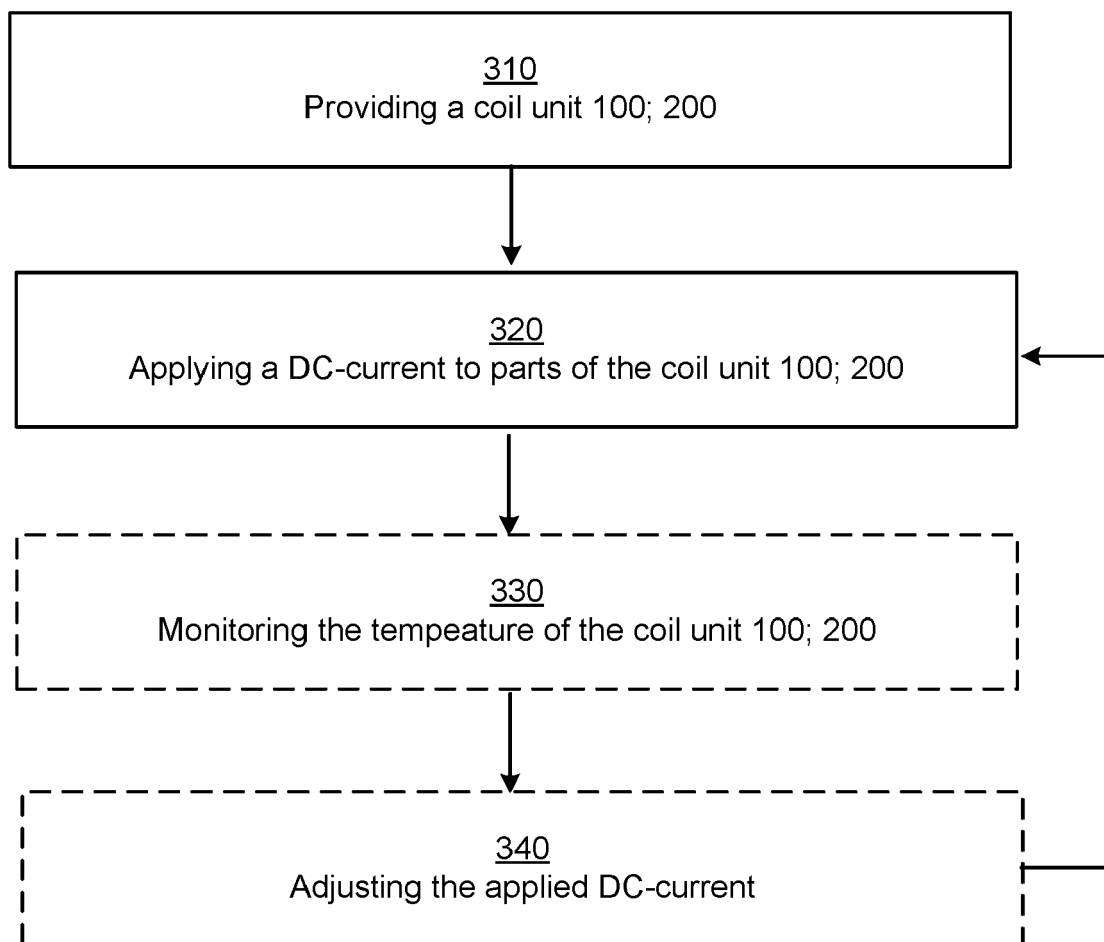 310
Providing a coil unit 100; 200
320
Applying a DC-current to parts of the coil unit 100; 200
330
Monitoring the tempeature of the coil unit 100; 200
340
Adjusting the applied DC-current